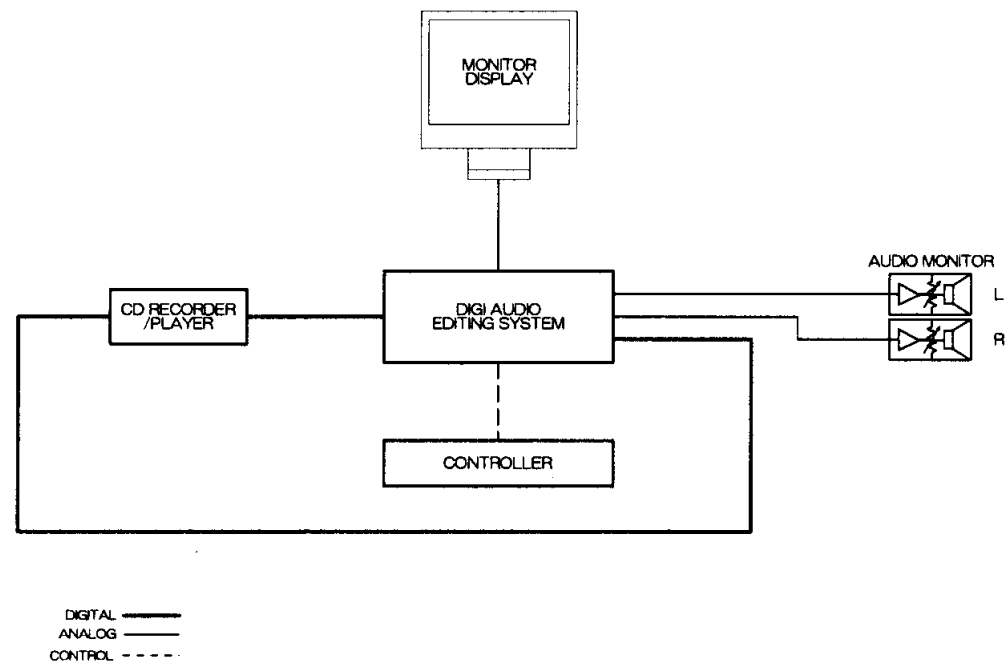 MONITOR
DISPLAY
AUDIO MONITOR
L
CD RECORDER
/PLAYER
DIGI AUDIO
EDITING SYSTEM
R
CONTROLLER
DIGITAL
ANALOG
CONTROL